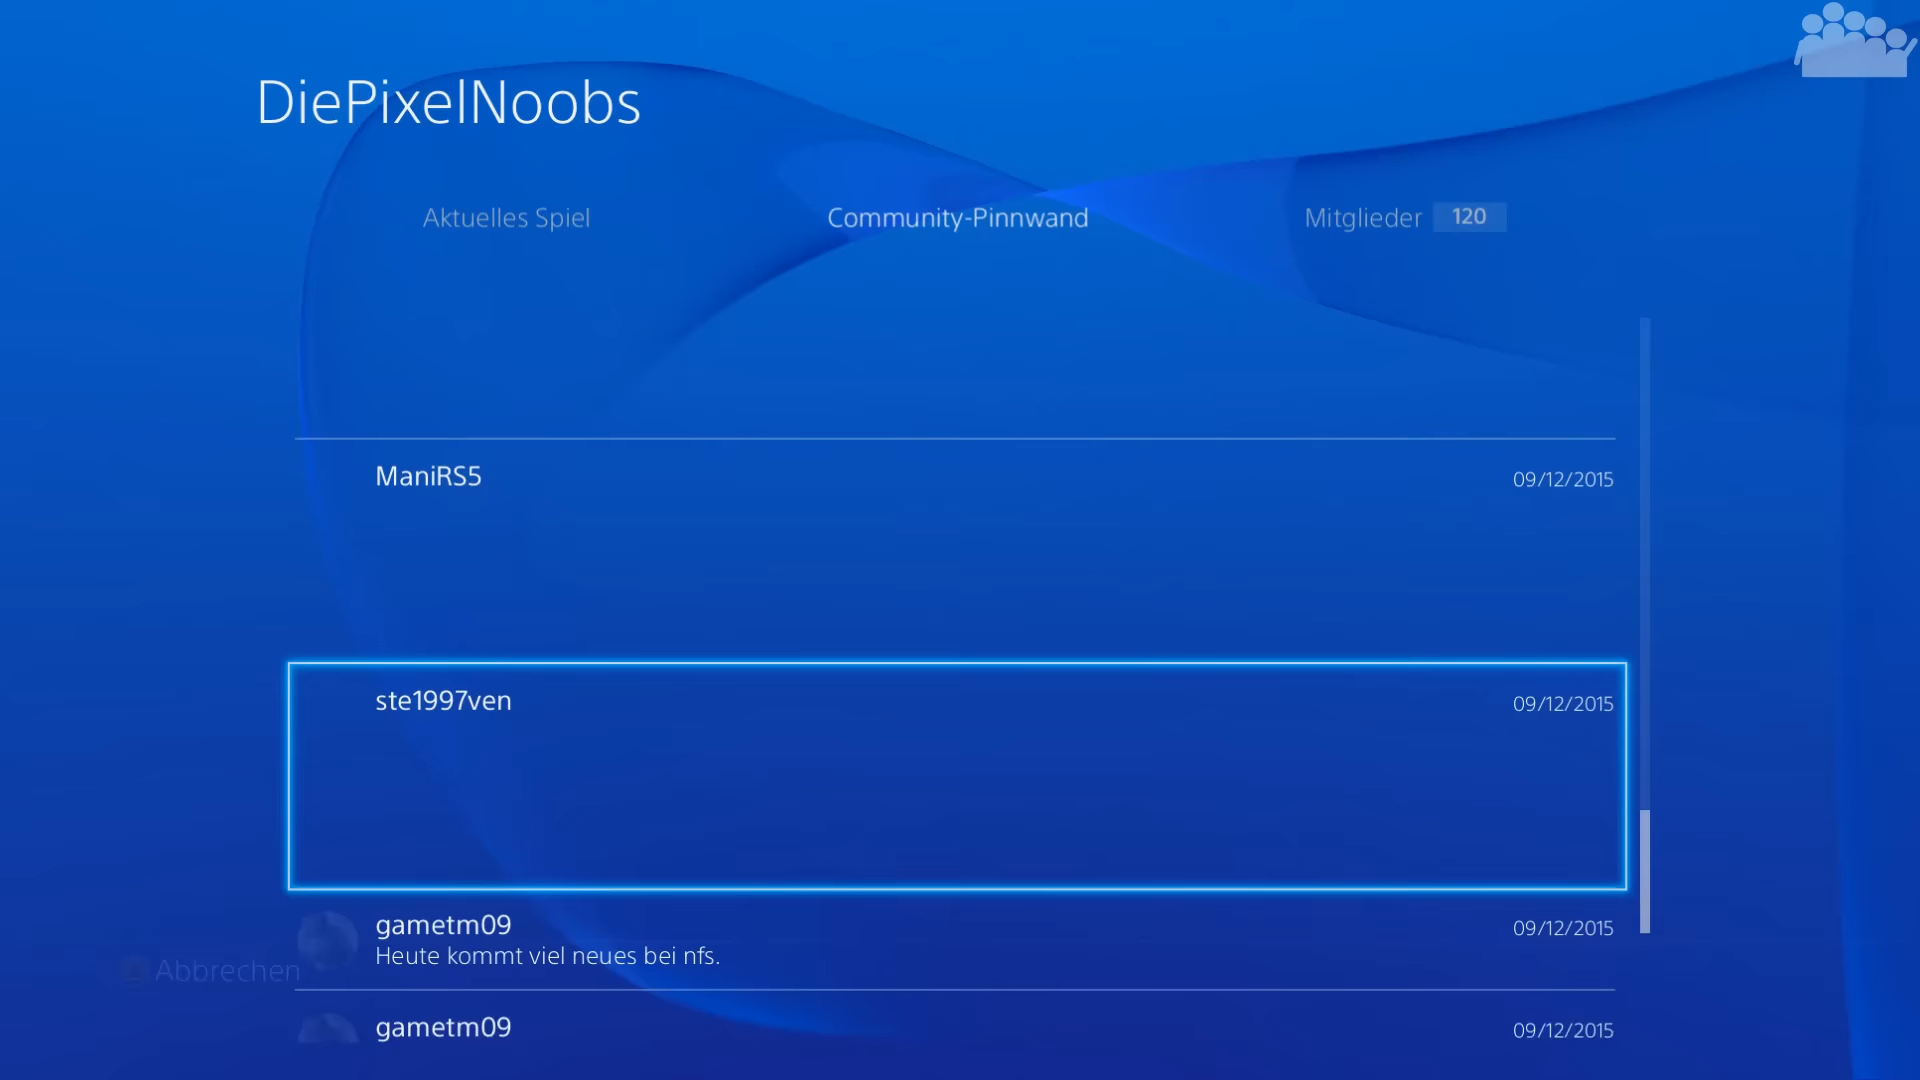 DiePixelNoobs
Aktuelles Spiel
Community-Pinnwand
Mitglieder 120
ManiRS5
09/12/2015
ste1997ven
09/12/2015
gametm09
09/12/2015
Heute kommt viel neues bei nfs.
Abbrechen
gametm09
09/12/2015